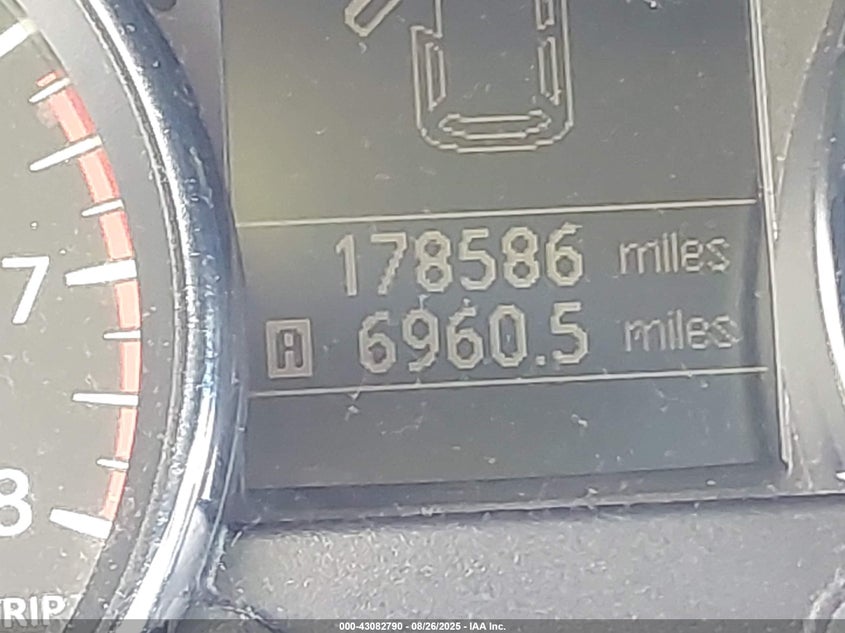 178586 miles
A 6960.5 miles
7
8
TRIP
000-43082790 - 08/26/2025 - IAA Inc.